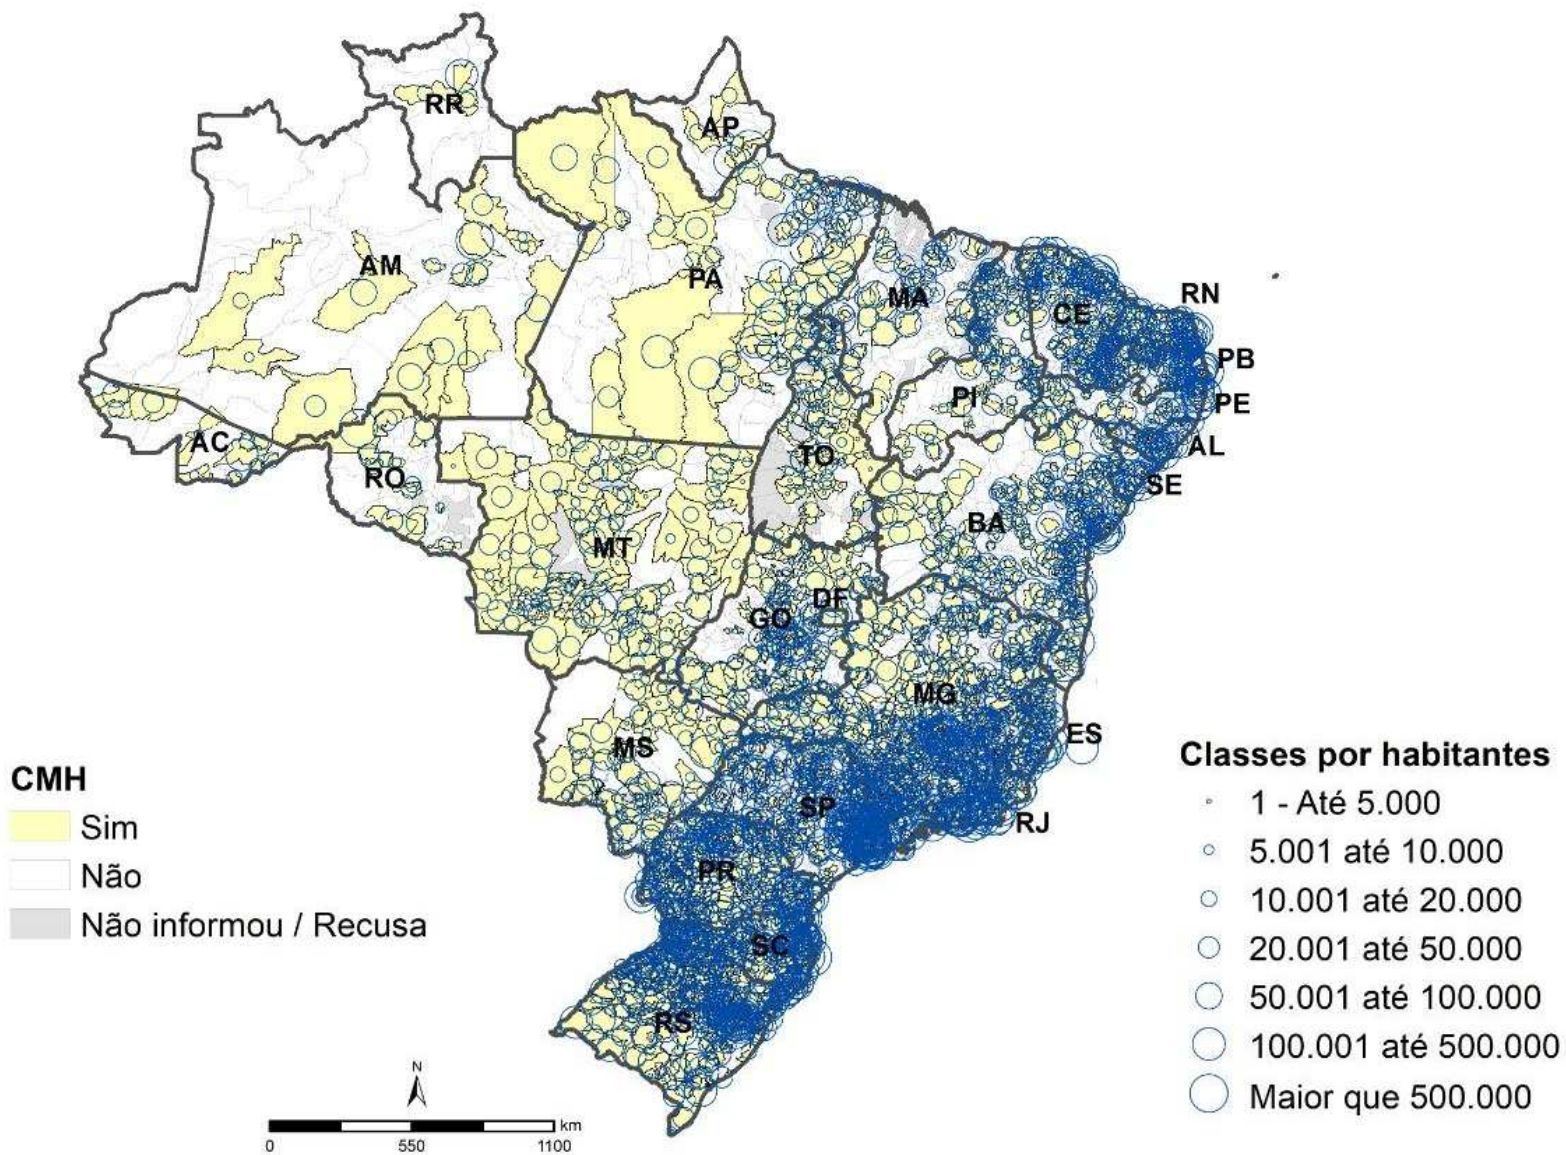 RR
AP
AM
PA
MA
CE
RN
PB
PI
PE
AC
TO
AL
RO
SE
BA
MT
DF
GO
MG
ES
MS
SP
RJ
PR
SC
RS
CMH
Sim
Não
Não informou / Recusa
Classes por habitantes
1 - Até 5.000
5.001 até 10.000
10.001 até 20.000
20.001 até 50.000
50.001 até 100.000
100.001 até 500.000
Maior que 500.000
N
km
0 550 1100